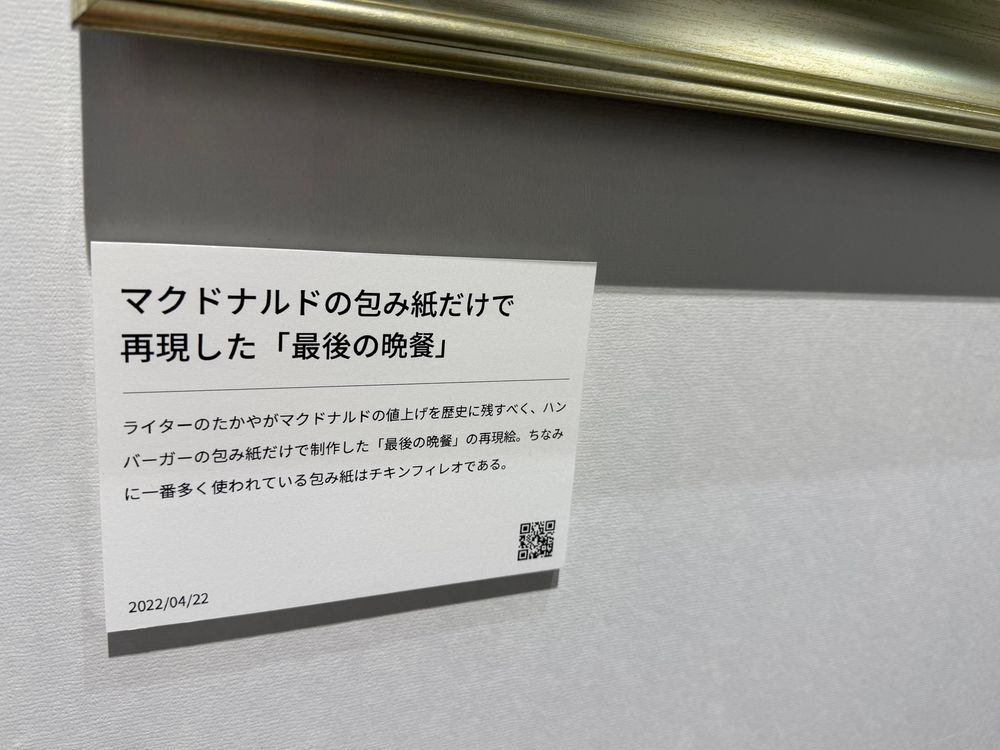 マクドナルドの包み紙だけで
再現した「最後の晩餐」
ライターのたかやがマクドナルドの値上げを歴史に残すべく、ハン
バーガーの包み紙だけで制作した「最後の晩餐」の再現絵。ちなみ
に一番多く使われている包み紙はチキンフィレオである。
2022/04/22